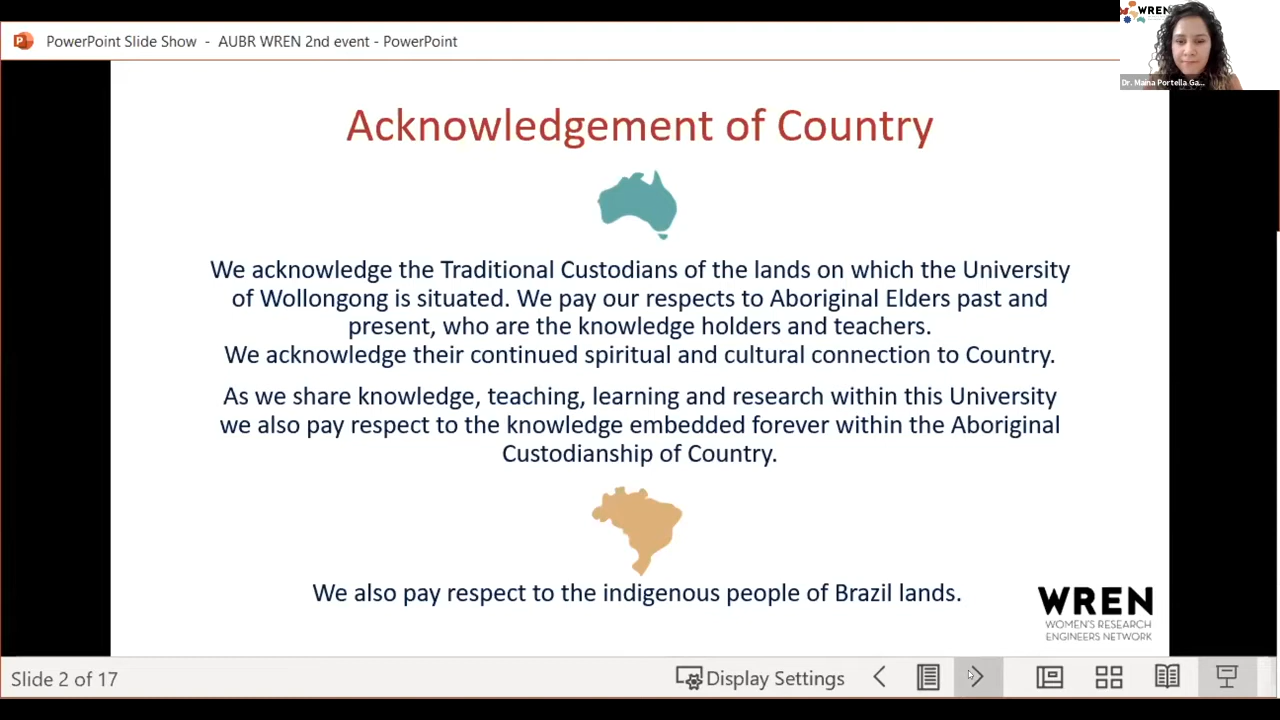 PowerPoint Slide Show - AUBR WREN 2nd event - PowerPoint
WREN
Dr. Maina Portella Ga...
Acknowledgement of Country
We acknowledge the Traditional Custodians of the lands on which the University
of Wollongong is situated. We pay our respects to Aboriginal Elders past and
present, who are the knowledge holders and teachers.
We acknowledge their continued spiritual and cultural connection to Country.
As we share knowledge, teaching, learning and research within this University
we also pay respect to the knowledge embedded forever within the Aboriginal
Custodianship of Country.
We also pay respect to the indigenous people of Brazil lands.
WREN
WOMEN'S RESEARCH
ENGINEERS NETWORK
Slide 2 of 17
Display Settings